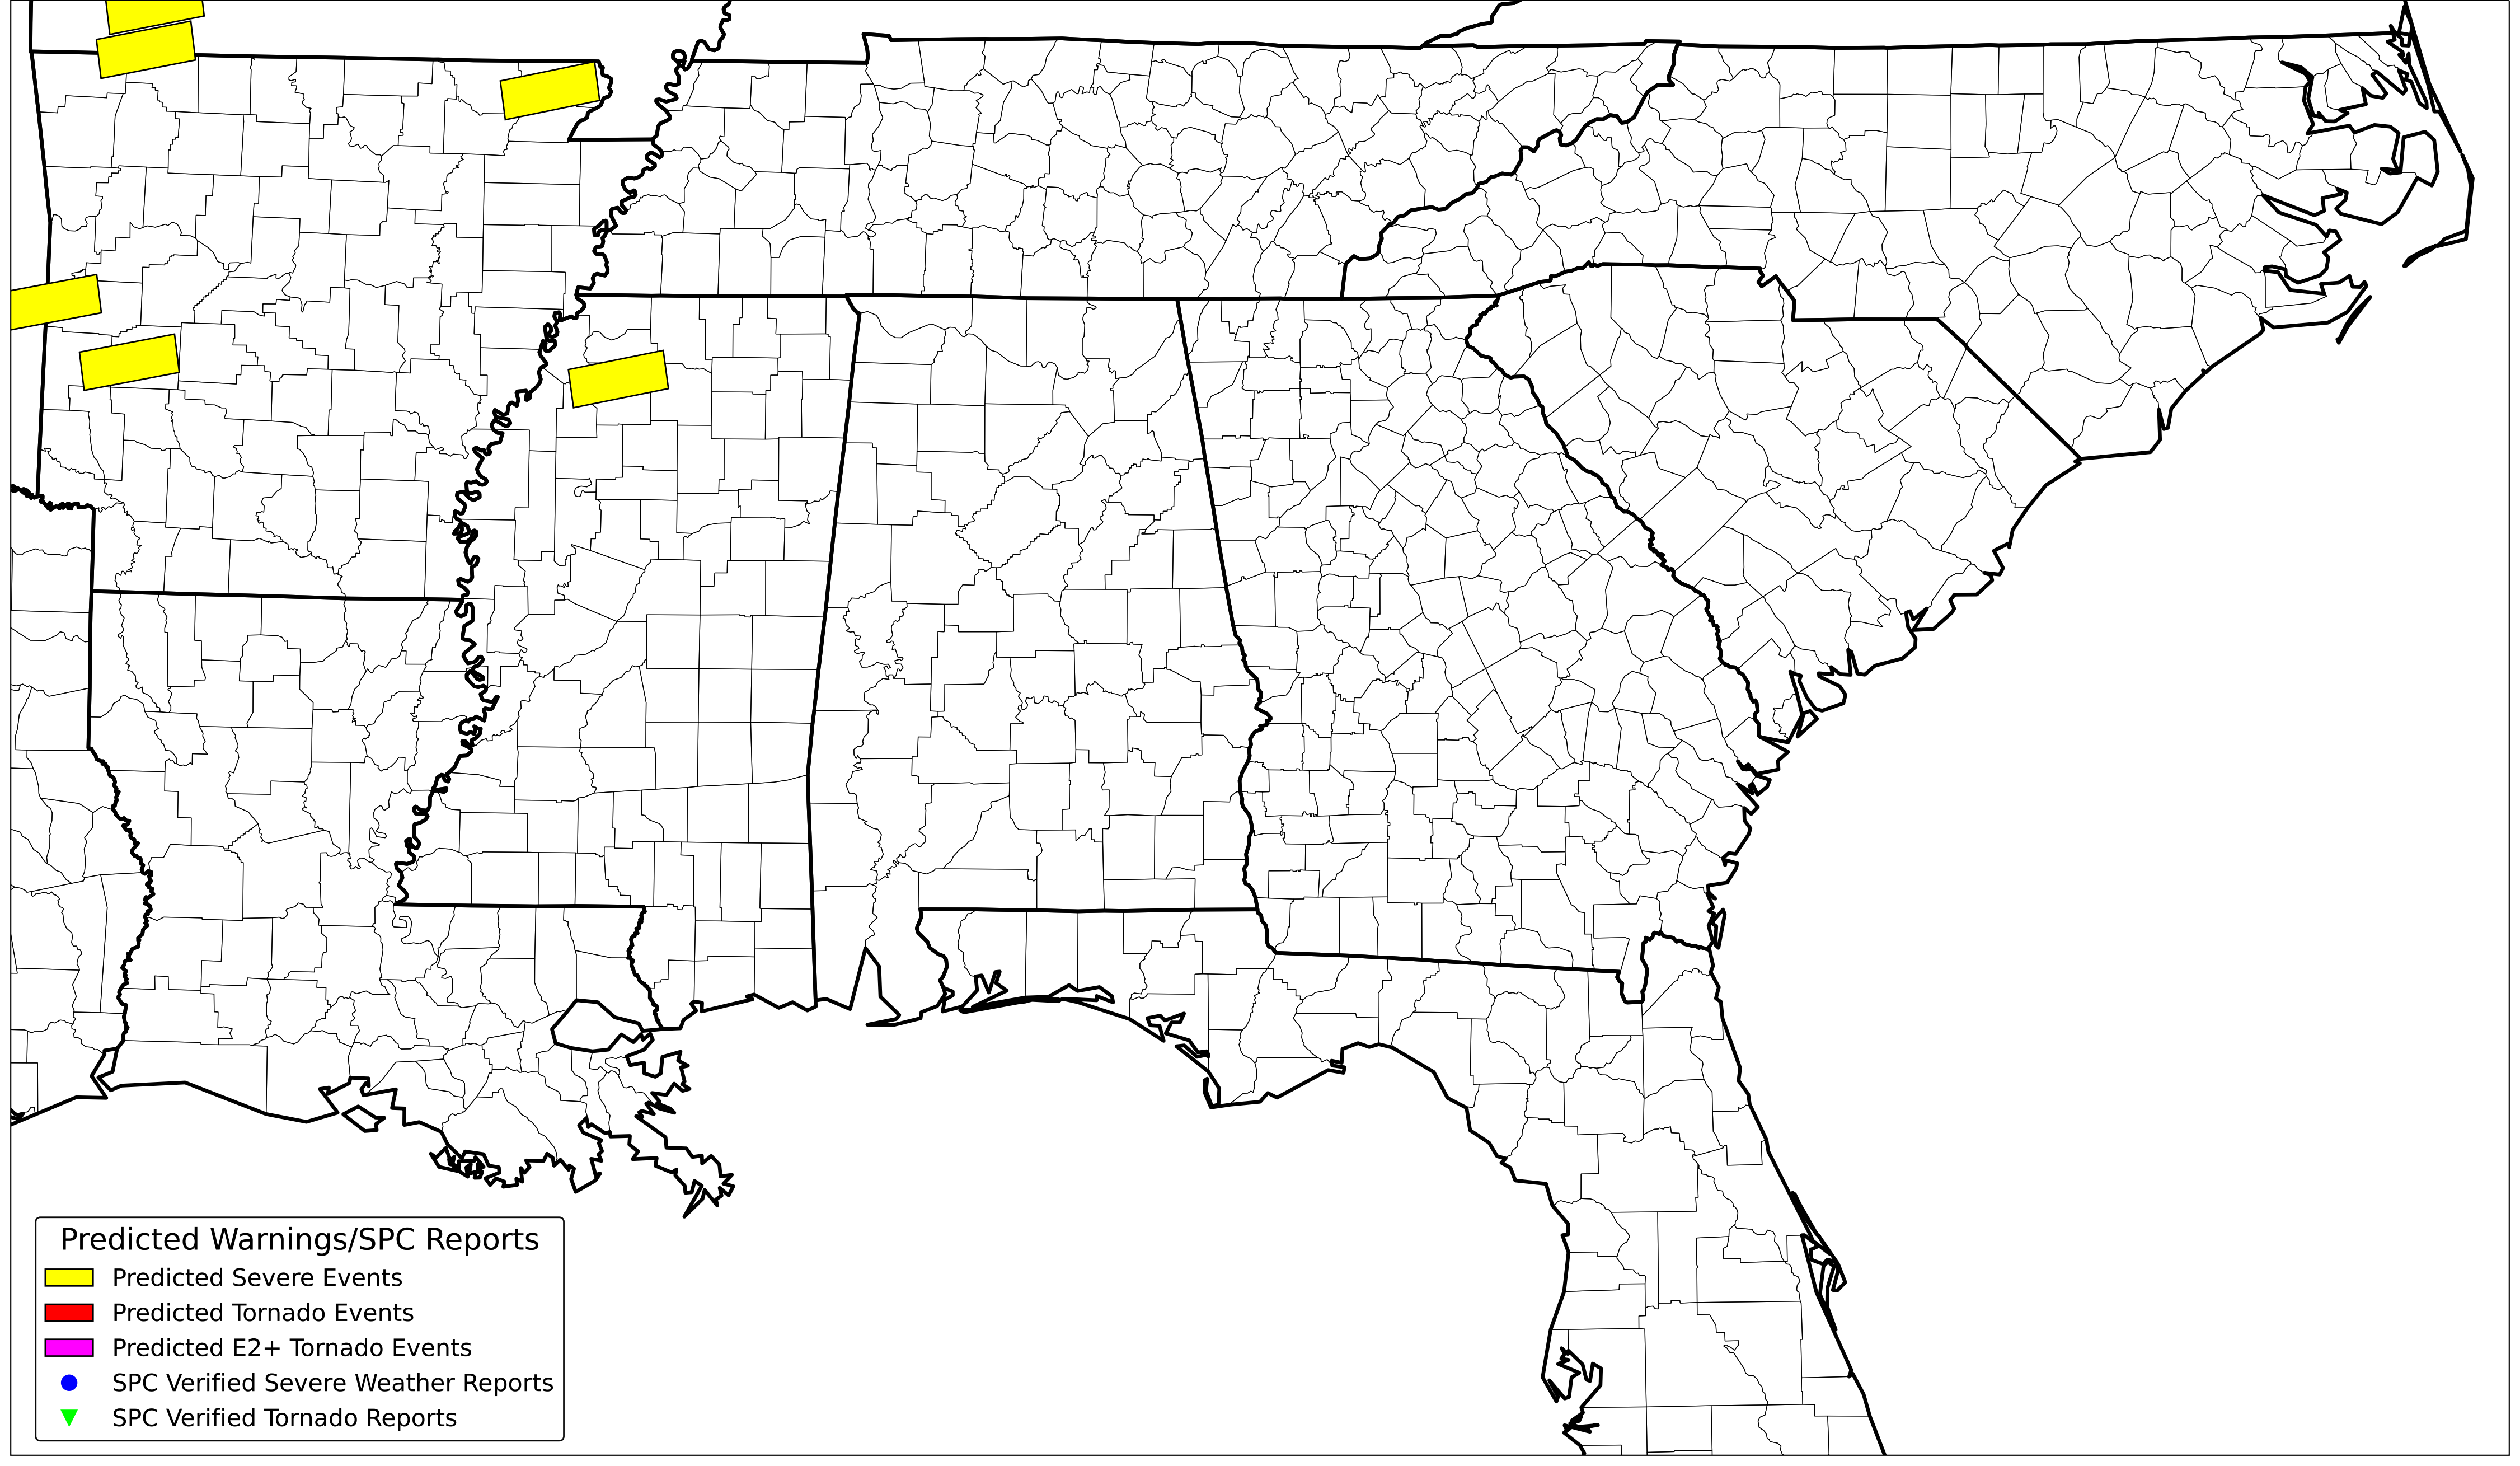 Predicted Warnings/SPC Reports
Predicted Severe Events
Predicted Tornado Events
Predicted E2+ Tornado Events
SPC Verified Severe Weather Reports
SPC Verified Tornado Reports